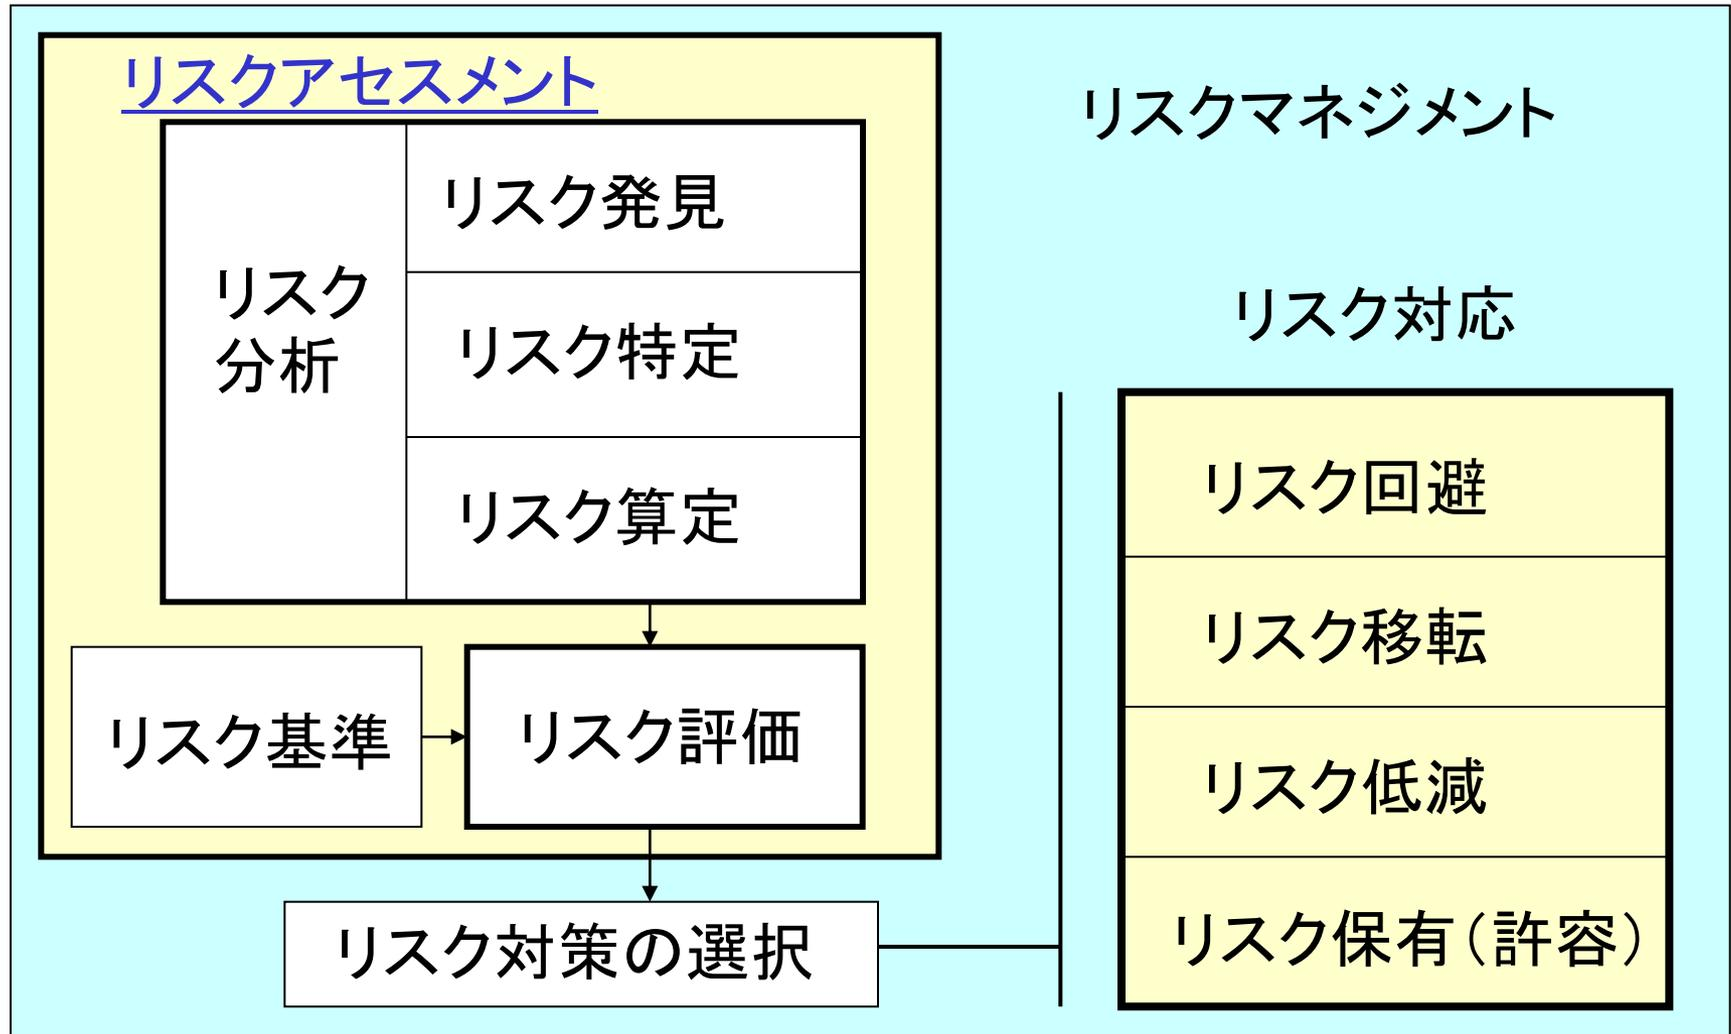 リスクアセスメント
リスクマネジメント
リスク発見
リスク
分析
リスク特定
リスク算定
リスク基準
リスク評価
リスク対策の選択
リスク対応
リスク回避
リスク移転
リスク低減
リスク保有（許容）